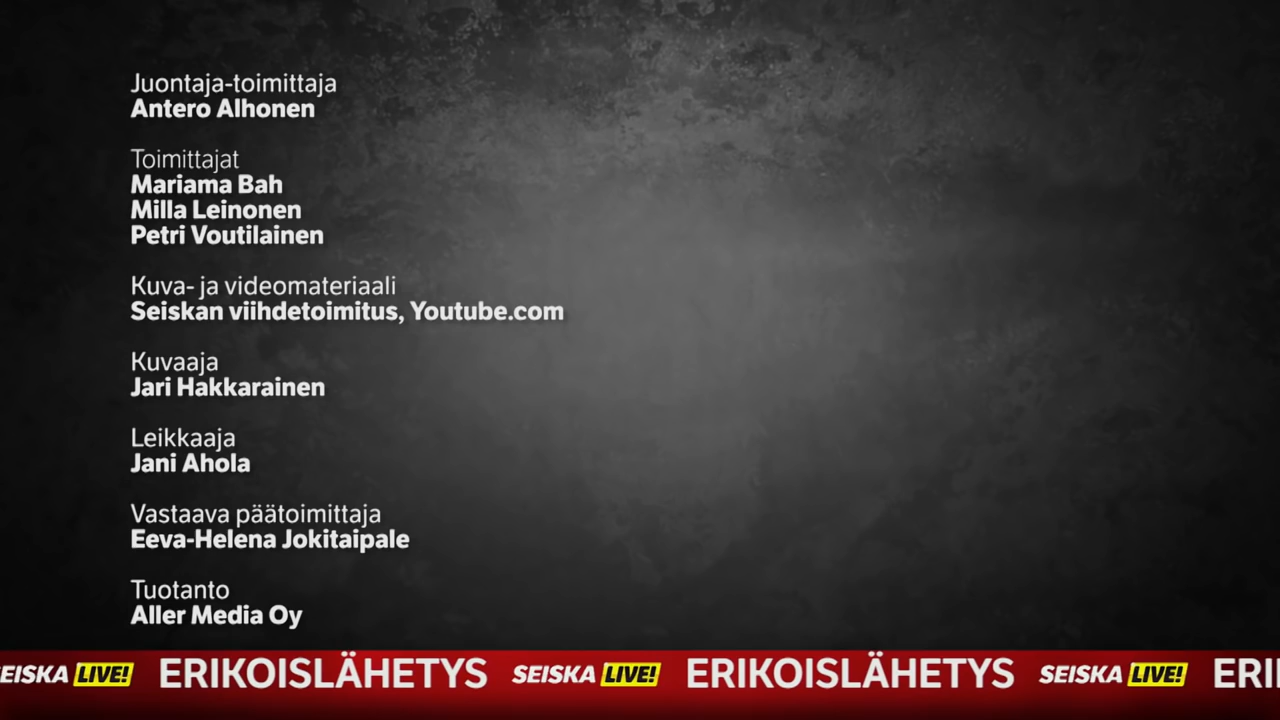 Juontaja-toimittaja
Antero Alhonen
Toimittajat
Mariama Bah
Milla Leinonen
Petri Voutilainen
Kuva- ja videomateriaali
Seiskan viihdetoimitus, Youtube.com
Kuvaaja
Jari Hakkarainen
Leikkaaja
Jani Ahola
Vastaava päätoimittaja
Eeva-Helena Jokitaipale
Tuotanto
Aller Media Oy
EISKA LIVE! ERIKOISLÄHETYS SEISKA LIVE! ERIKOISLÄHETYS SEISKA LIVE! ERI